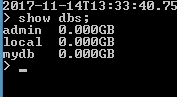 2017-11-14T13:33:40.75
> show dbs;
admin  0.000GB
local  0.000GB
mydb   0.000GB
>